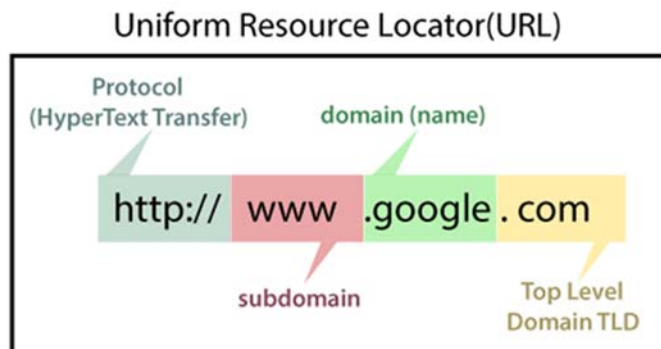 Uniform Resource Locator(URL)
Protocol
(HyperText Transfer)
domain (name)
http:// www .google . com
subdomain
Top Level
Domain TLD